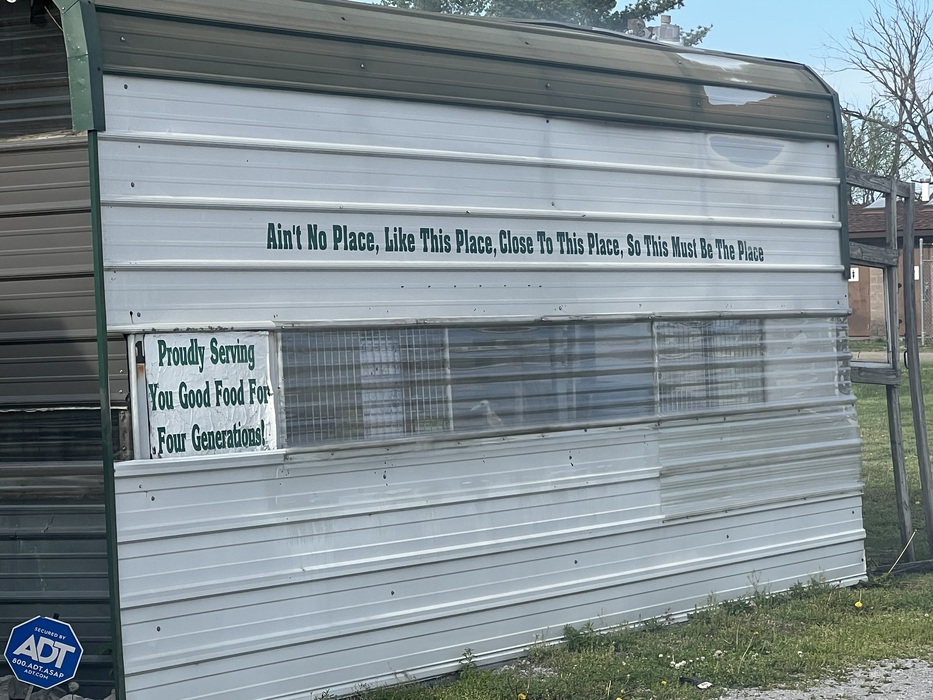 Ain't No Place, Like This Place, Close To This Place, So This Must Be The Place
Proudly Serving
You Good Food For
Four Generations!
SECURED BY
ADT
800.ADT.ASAP
ADT.COM